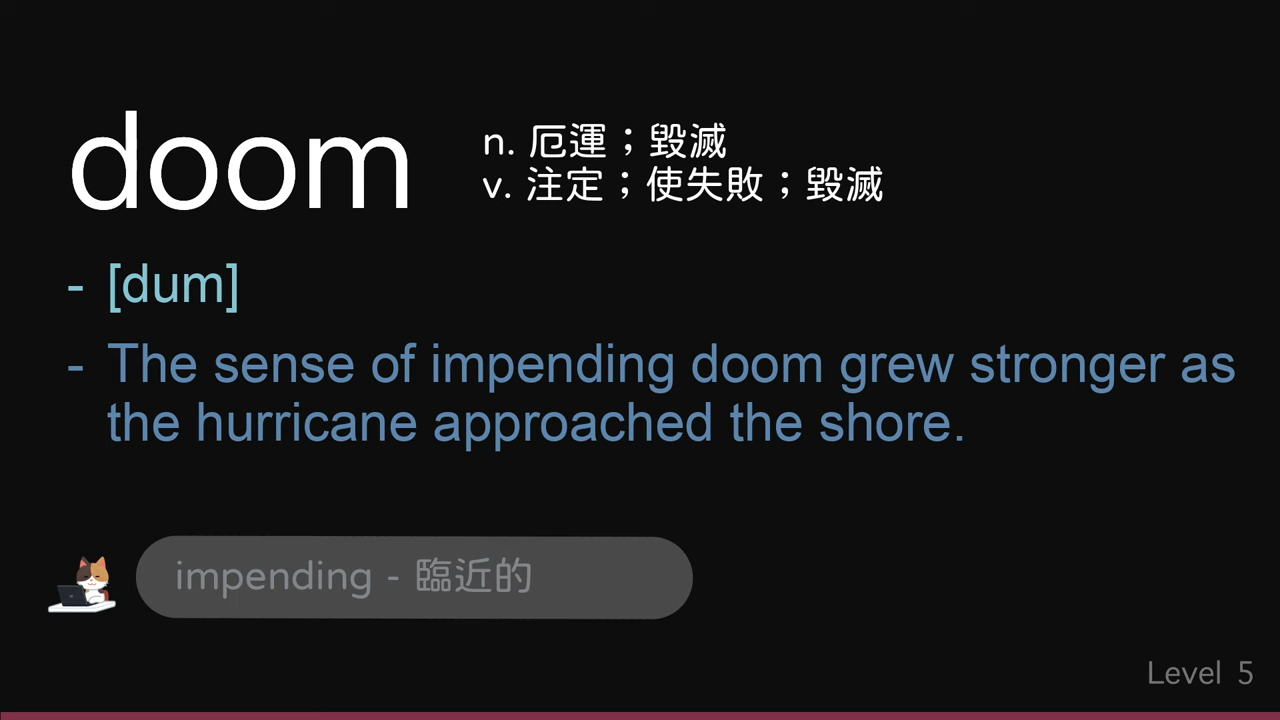 doom
n. 厄運；毀滅
v. 注定；使失敗；毀滅
- [dum]
- The sense of impending doom grew stronger as
the hurricane approached the shore.
impending - 臨近的
Level 5